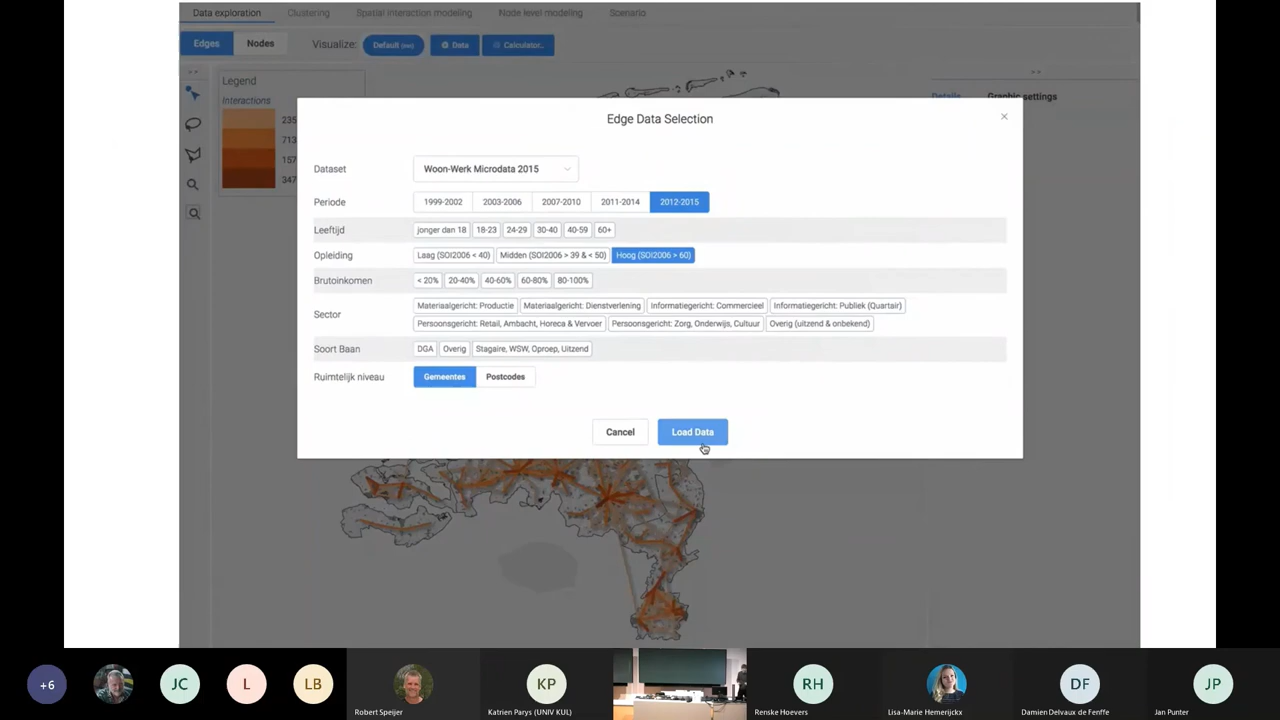 Data exploration Clustering Spatial interaction modeling Node level modeling Scenario
Edges Nodes Visualize: Default (Net) Data Calculator..
Legend
Interactions
235
713
157
347
Details Graphic settings
Edge Data Selection
Dataset Woon-Werk Microdata 2015
Periode 1999-2002 2003-2006 2007-2010 2011-2014 2012-2015
Leeftijd jonger dan 18 18-23 24-29 30-40 40-59 60+
Opleiding Laag (SOI2006 < 40) Midden (SOI2006 > 39 & < 50) Hoog (SOI2006 > 60)
Brutoinkomen < 20% 20-40% 40-60% 60-80% 80-100%
Sector Materiaalgericht: Productie Materiaalgericht: Dienstverlening Informatiegericht: Commercieel Informatiegericht: Publiek (Quartair)
Persoonsgericht: Retail, Ambacht, Horeca & Vervoer Persoonsgericht: Zorg, Onderwijs, Cultuur Overig (uitzend & onbekend)
Soort Baan DGA Overig Stagaire, WSW, Oproep, Uitzend
Ruimtelijk niveau Gemeentes Postcodes
Cancel Load Data
+6 JC L LB KP RH DF JP
Robert Speijer Katrien Parys (UNIV KUL) Renske Hoevers Lisa-Marie Hemerijckx Damien Delvaux de Fenffe Jan Punter